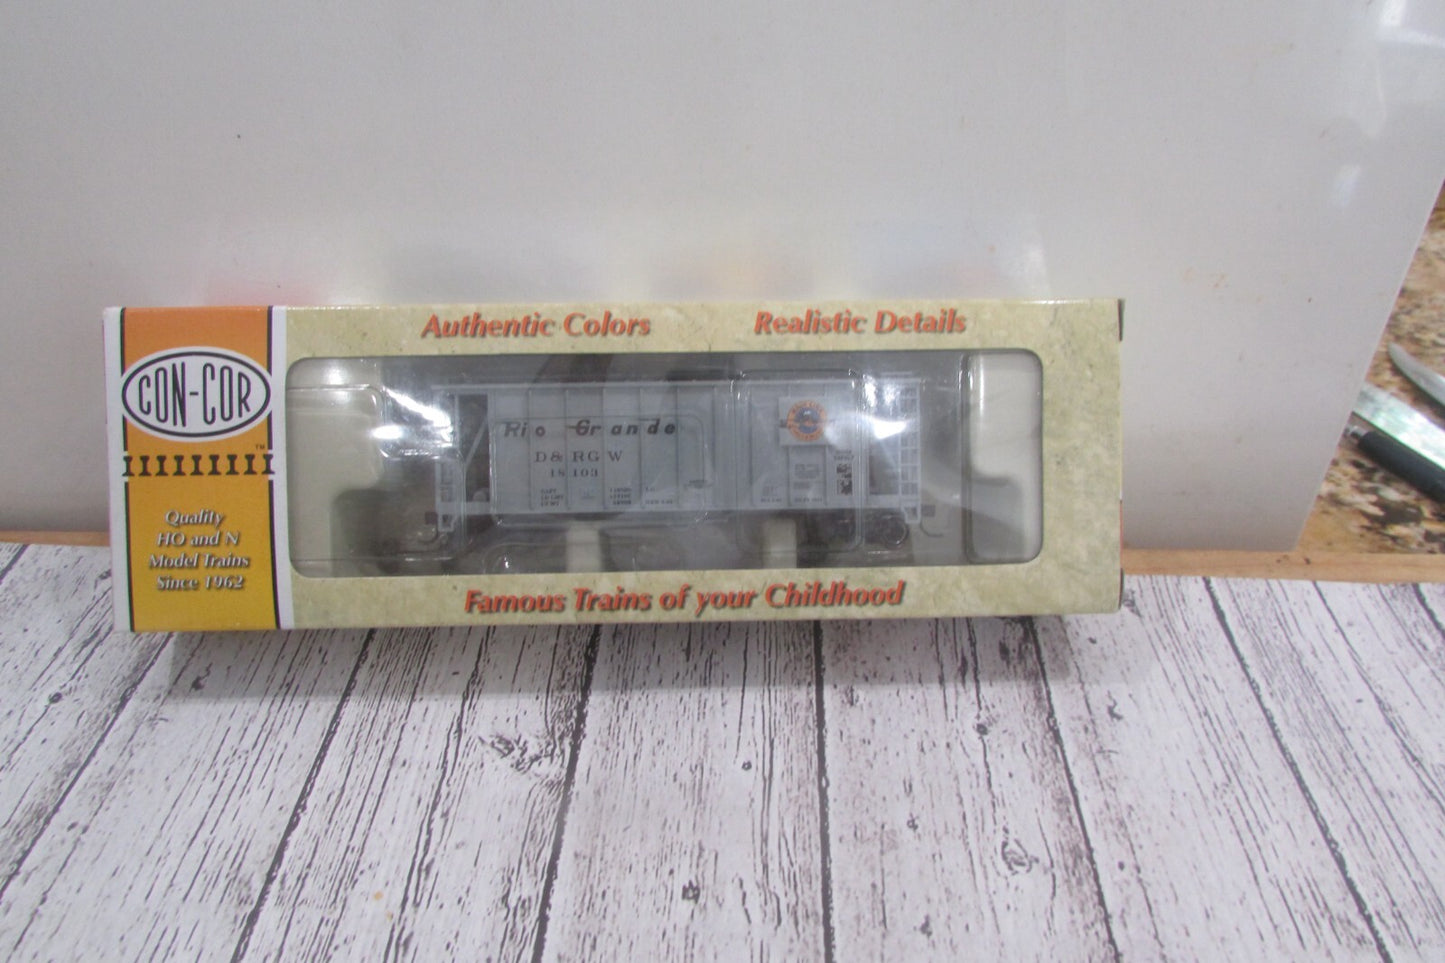 Authentic Colors
Realistic Details
CON-COR
TM
Quality
HO and N
Model Trains
Since 1962
Rio Grande
D&RGW
18103
Famous Trains of your Childhood